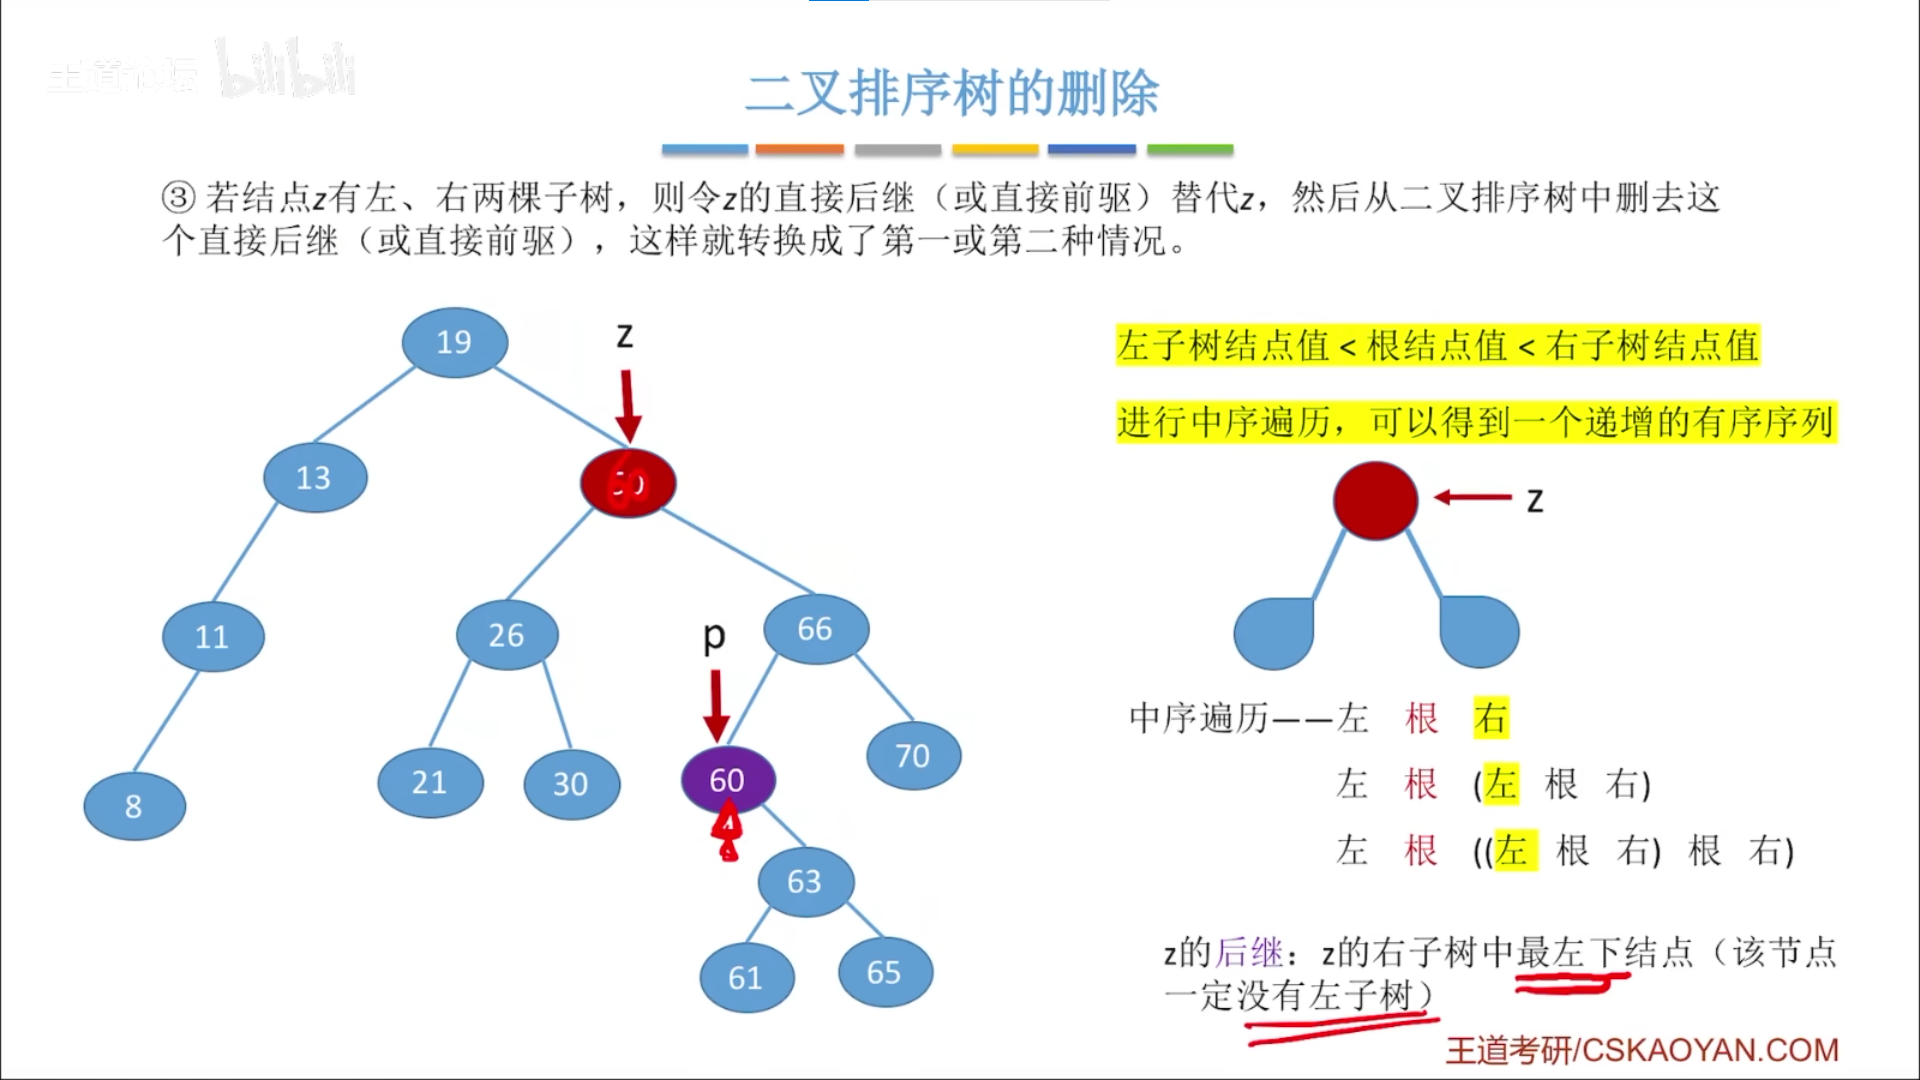 王道论坛 bilibili
二叉排序树的删除
③ 若结点z有左、右两棵子树，则令z的直接后继（或直接前驱）替代z，然后从二叉排序树中删去这
个直接后继（或直接前驱），这样就转换成了第一或第二种情况。
左子树结点值 < 根结点值 < 右子树结点值
进行中序遍历，可以得到一个递增的有序序列
19
z
13
60
z
11
26
p
66
8
21
30
60
70
63
61
65
中序遍历——左 根 右
左 根 (左 根 右)
左 根 ((左 根 右) 根 右)
z的后继：z的右子树中最左下结点（该节点
一定没有左子树）
王道考研/CSKAOYAN.COM